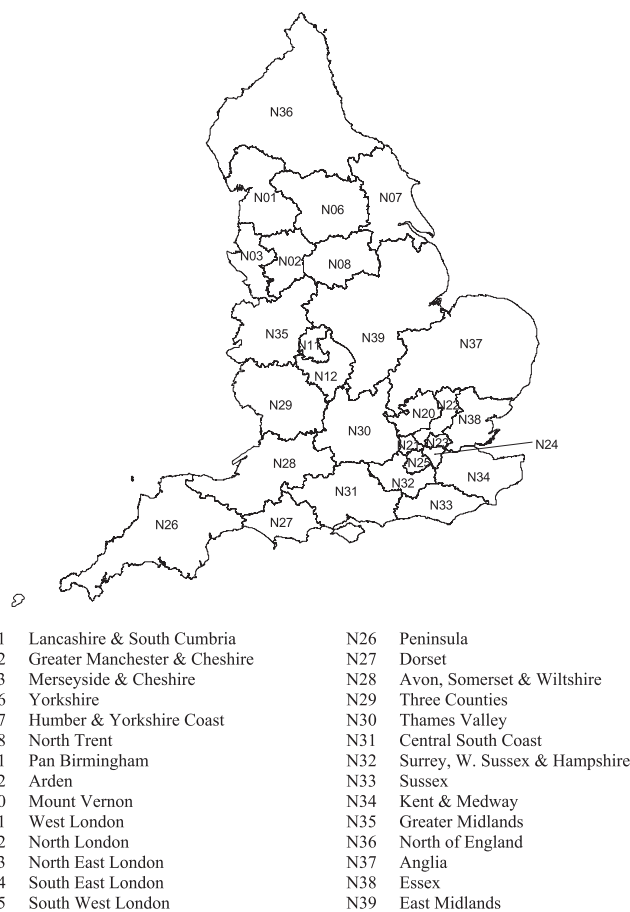 N36
N01
N06
N07
N03
N02
N08
N35
N11
N39
N37
N12
N29
N20
N22
N38
N30
N21
N23
N24
N28
N25
N32
N34
N31
N33
N26
N27
1 Lancashire & South Cumbria
2 Greater Manchester & Cheshire
3 Merseyside & Cheshire
6 Yorkshire
7 Humber & Yorkshire Coast
8 North Trent
1 Pan Birmingham
2 Arden
0 Mount Vernon
1 West London
2 North London
3 North East London
4 South East London
5 South West London
N26 Peninsula
N27 Dorset
N28 Avon, Somerset & Wiltshire
N29 Three Counties
N30 Thames Valley
N31 Central South Coast
N32 Surrey, W. Sussex & Hampshire
N33 Sussex
N34 Kent & Medway
N35 Greater Midlands
N36 North of England
N37 Anglia
N38 Essex
N39 East Midlands